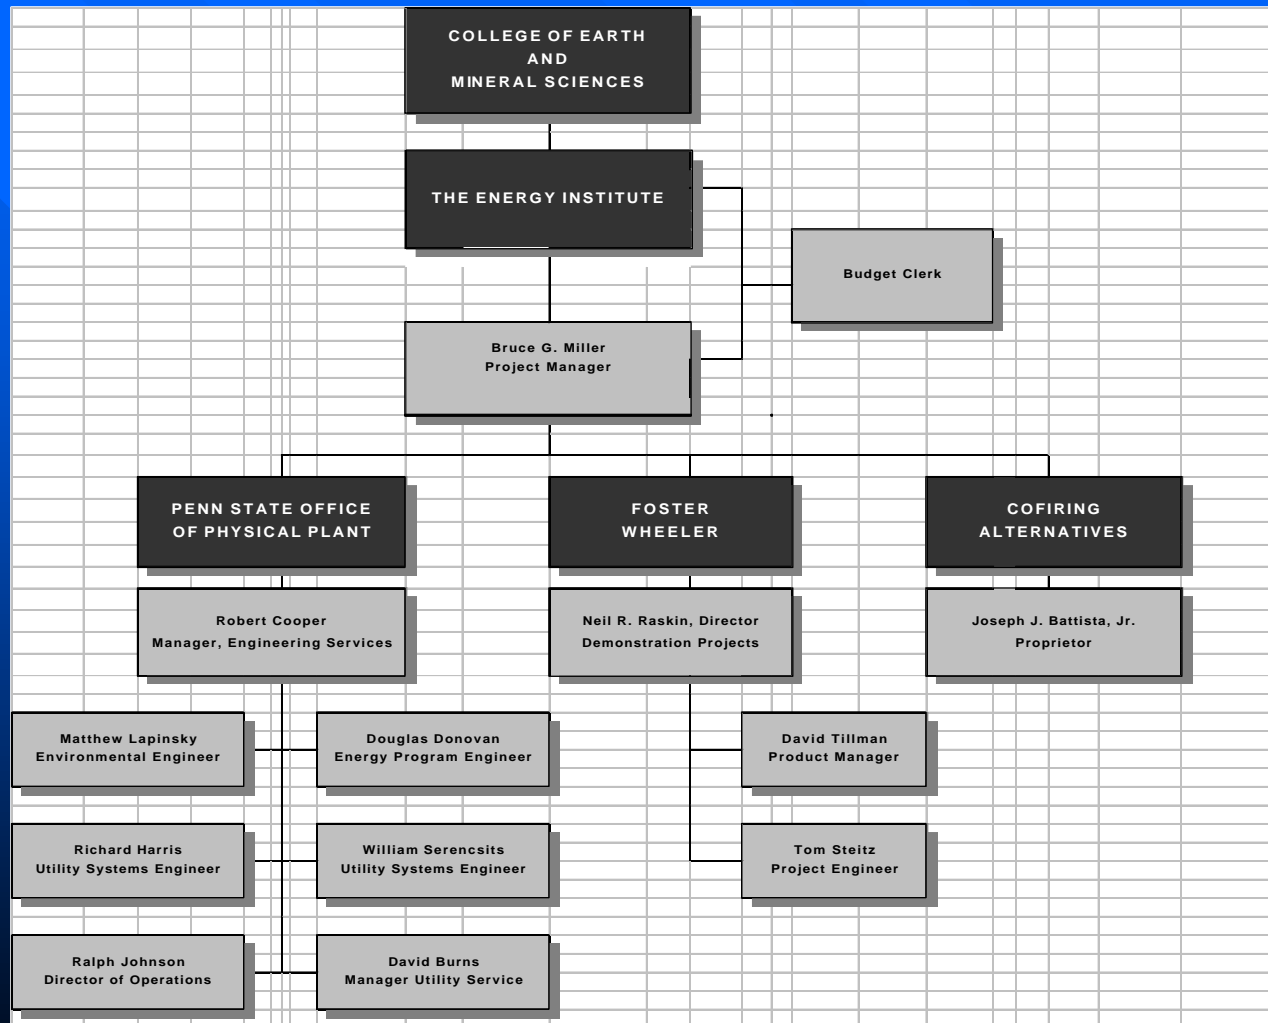 COLLEGE OF EARTH
AND
MINERAL SCIENCES
THE ENERGY INSTITUTE
Budget Clerk
Bruce G. Miller
Project Manager
PENN STATE OFFICE
OF PHYSICAL PLANT
FOSTER
WHEELER
COFIRING
ALTERNATIVES
Robert Cooper
Manager, Engineering Services
Neil R. Raskin, Director
Demonstration Projects
Joseph J. Battista, Jr.
Proprietor
Matthew Lapinsky
Environmental Engineer
Douglas Donovan
Energy Program Engineer
David Tillman
Product Manager
Richard Harris
Utility Systems Engineer
William Serencsits
Utility Systems Engineer
Tom Steitz
Project Engineer
Ralph Johnson
Director of Operations
David Burns
Manager Utility Service